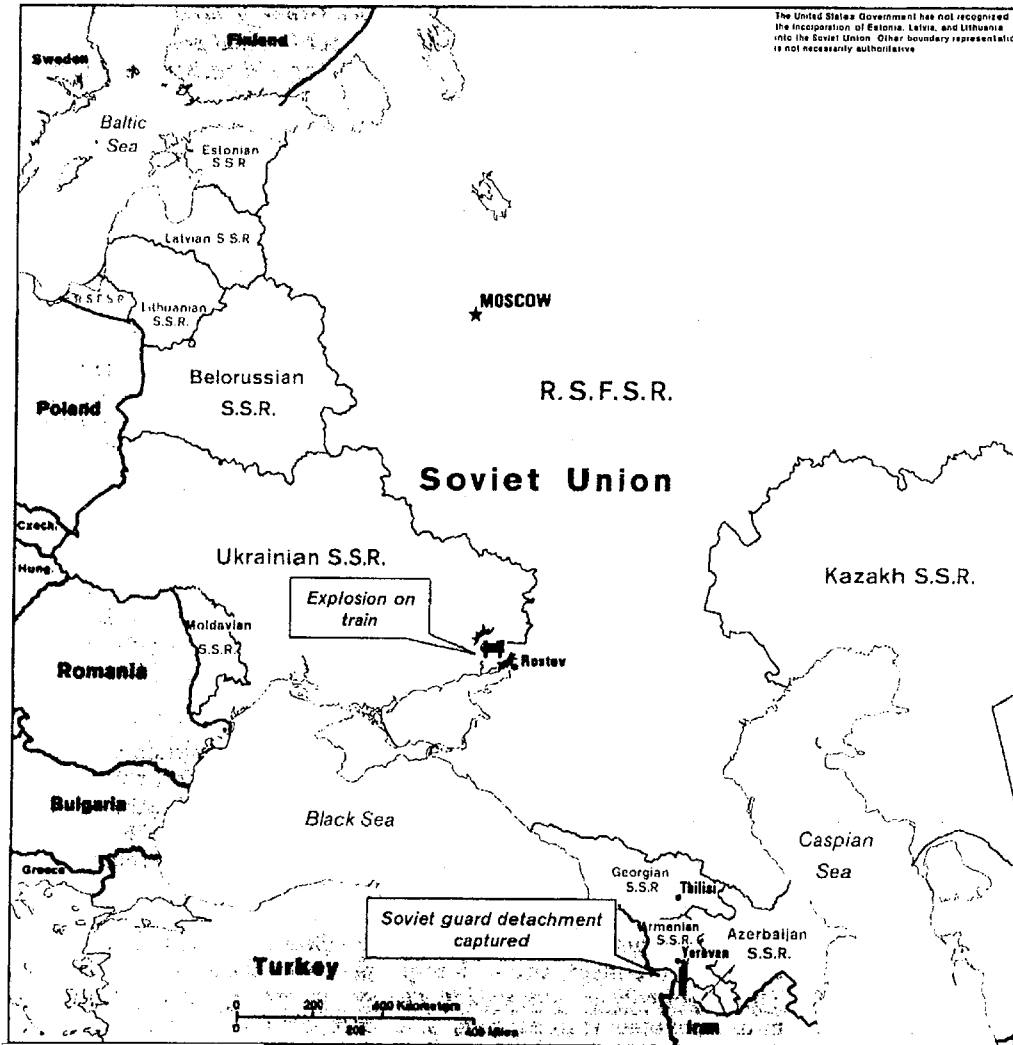 The United States Government has not recognized
the incorporation of Estonia, Latvia, and Lithuania
into the Soviet Union. Other boundary representatio
is not necessarily authoritative
Finland
Sweden
Baltic
Sea
Estonian
S.S.R.
Latvian S.S.R.
R.S.F.S.R.
Lithuanian
S.S.R.
MOSCOW
Belorussian
S.S.R.
R.S.F.S.R.
Poland
Soviet Union
Czech.
Hung.
Ukrainian S.S.R.
Kazakh S.S.R.
Explosion on
train
Moldavian
S.S.R.
Rostov
Romania
Bulgaria
Black Sea
Caspian
Sea
Greece
Georgian
S.S.R.
Tbilisi
Soviet guard detachment
captured
Armenian
S.S.R.
Azerbaijan
S.S.R.
Yerevan
Turkey
Iran
0 200 400 Kilometers
0 200 400 Miles